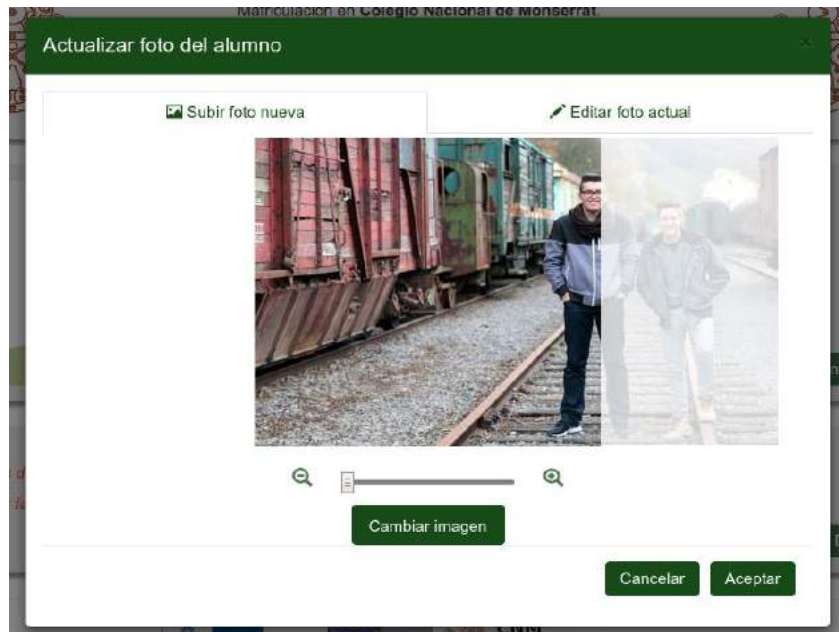 Matriculación en Colegio Nacional de Monserrat.
Actualizar foto del alumno
×
Subir foto nueva
Editar foto actual
Cambiar imagen
Cancelar
Aceptar